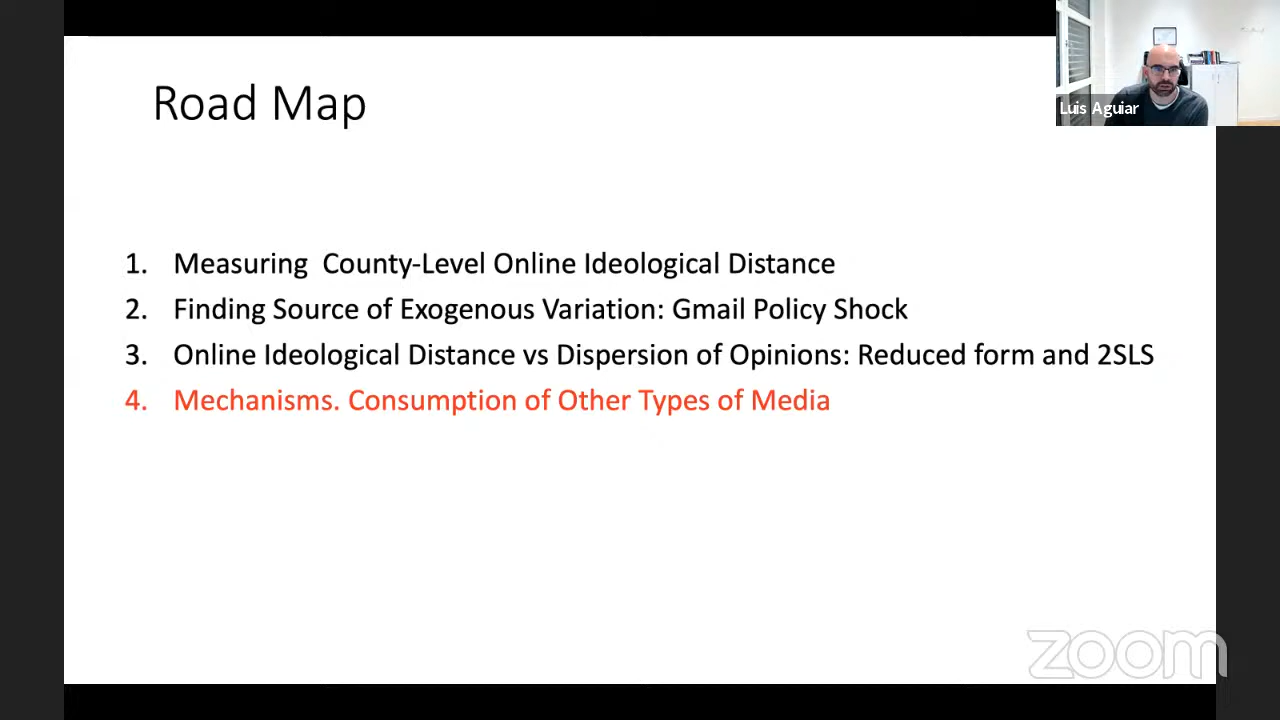 Road Map
Luis Aguiar
1. Measuring County-Level Online Ideological Distance
2. Finding Source of Exogenous Variation: Gmail Policy Shock
3. Online Ideological Distance vs Dispersion of Opinions: Reduced form and 2SLS
4. Mechanisms. Consumption of Other Types of Media
zoom